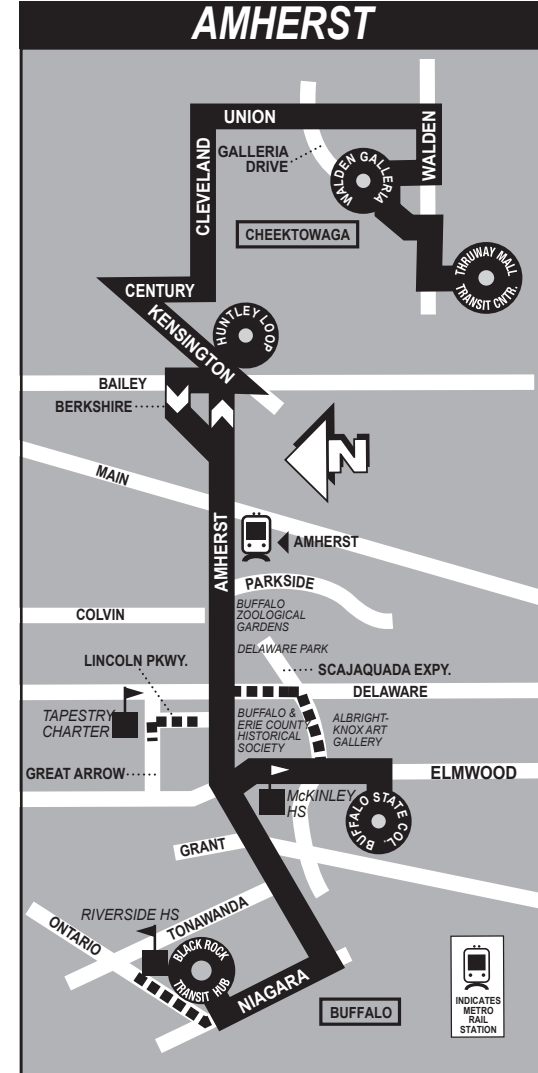 AMHERST
UNION
GALLERIA
DRIVE
CLEVELAND
WALDEN
WALDEN GALLERIA
CHEEKTOWAGA
THRUWAY MALL
TRANSIT CNTR.
CENTURY
KENSINGTON
HUNTLEY LOOP
BAILEY
BERKSHIRE
N
MAIN
AMHERST
AMHERST
PARKSIDE
BUFFALO
ZOOLOGICAL
GARDENS
COLVIN
DELAWARE PARK
LINCOLN PKWY.
SCAJAQUADA EXPY.
DELAWARE
TAPESTRY
CHARTER
BUFFALO &
ERIE COUNTY
HISTORICAL
SOCIETY
ALBRIGHT-
KNOX ART
GALLERY
GREAT ARROW
ELMWOOD
McKINLEY
HS
BUFFALO STATE COL.
GRANT
RIVERSIDE HS
TONAWANDA
ONTARIO
BLACK ROCK
TRANSIT HUB
NIAGARA
BUFFALO
INDICATES
METRO
RAIL
STATION